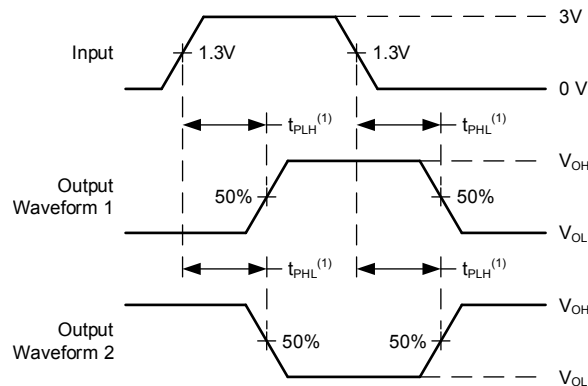 3V
Input
1.3V
1.3V
0 V
tPLH(1)
tPHL(1)
VOH
Output
Waveform 1
50%
50%
VOL
tPHL(1)
tPLH(1)
VOH
Output
Waveform 2
50%
50%
VOL